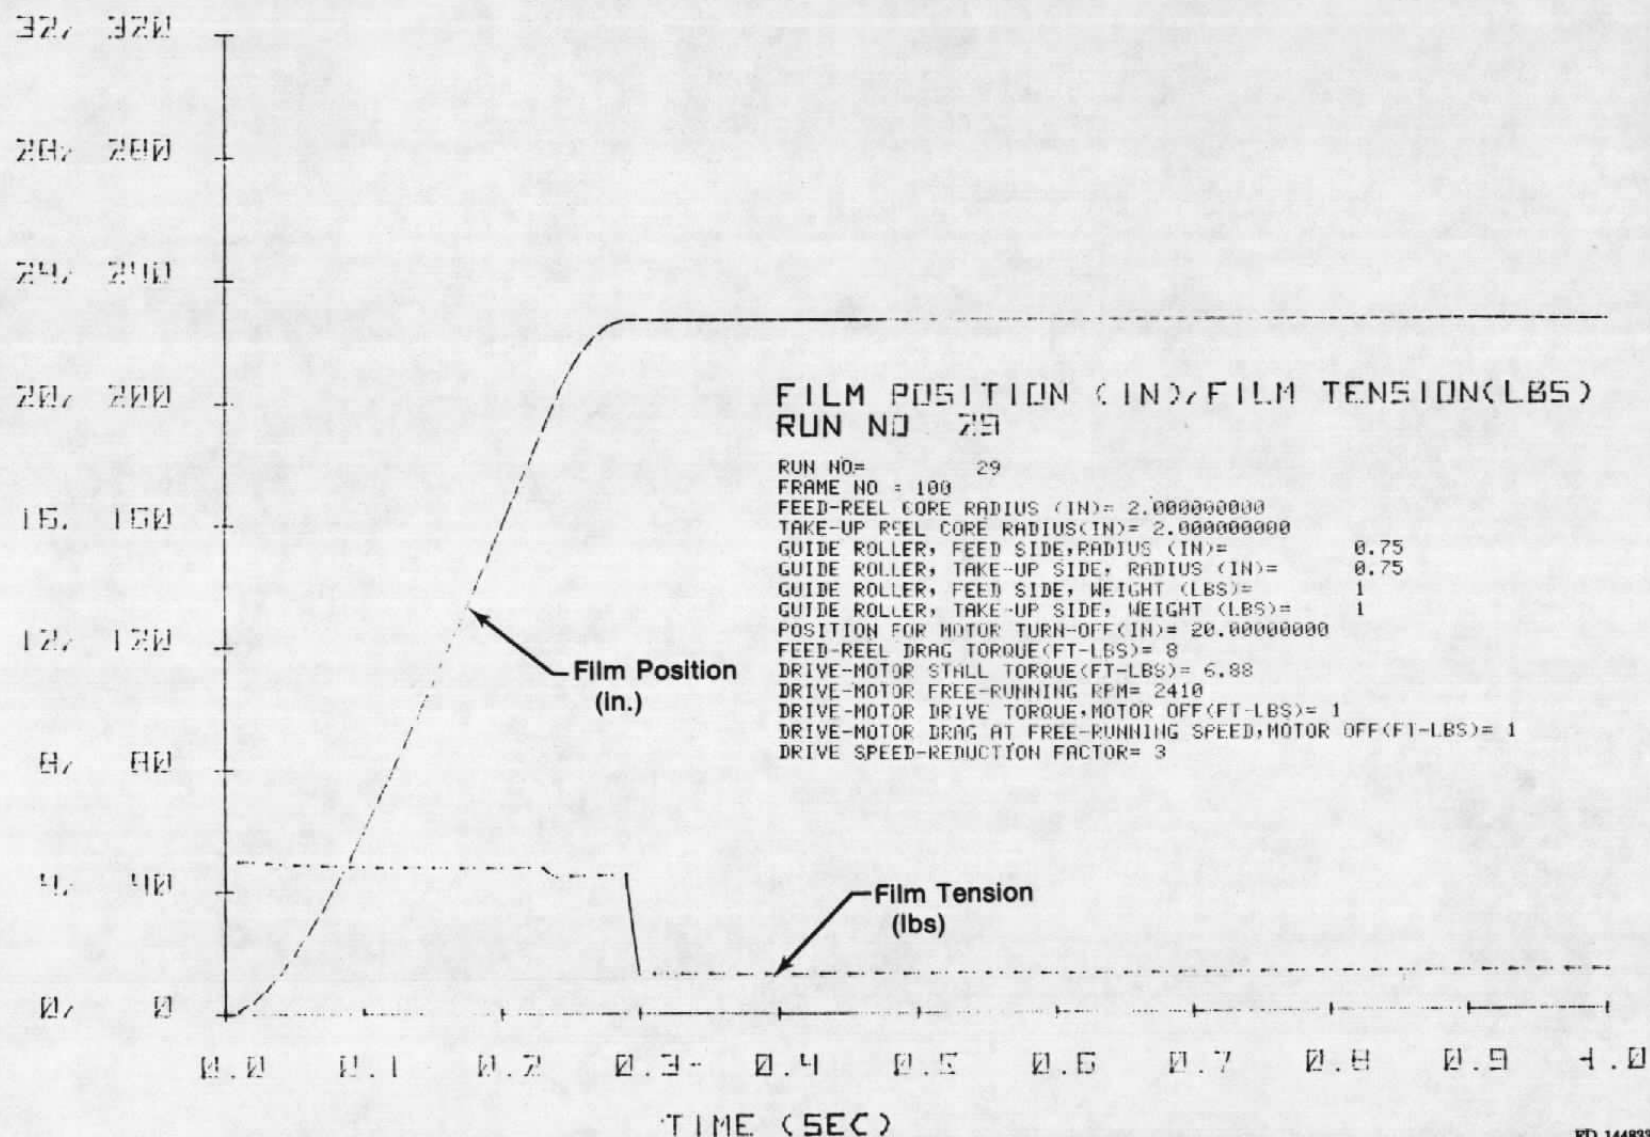 32, 320
28, 280
24, 240
20, 200
FILM POSITION (IN),FILM TENSION(LBS)
RUN NO 29
RUN NO= 29
FRAME NO = 100
FEED-REEL CORE RADIUS (IN)= 2.000000000
16, 160
TAKE-UP REEL CORE RADIUS(IN)= 2.000000000
GUIDE ROLLER, FEED SIDE,RADIUS (IN)= 0.75
GUIDE ROLLER, TAKE-UP SIDE, RADIUS (IN)= 0.75
GUIDE ROLLER, FEED SIDE, WEIGHT (LBS)= 1
GUIDE ROLLER, TAKE-UP SIDE, WEIGHT (LBS)= 1
12, 120
POSITION FOR MOTOR TURN-OFF(IN)= 20.00000000
FEED-REEL DRAG TORQUE(FT-LBS)= 8
Film Position
(in.)
DRIVE-MOTOR STALL TORQUE(FT-LBS)= 6.88
DRIVE-MOTOR FREE-RUNNING RPM= 2410
DRIVE-MOTOR DRIVE TORQUE,MOTOR OFF(FT-LBS)= 1
DRIVE-MOTOR DRAG AT FREE-RUNNING SPEED,MOTOR OFF(FT-LBS)= 1
DRIVE SPEED-REDUCTION FACTOR= 3
8, 80
4, 40
Film Tension
(lbs)
0, 0
0.0 0.1 0.2 0.3 0.4 0.5 0.6 0.7 0.8 0.9 1.0
TIME (SEC)